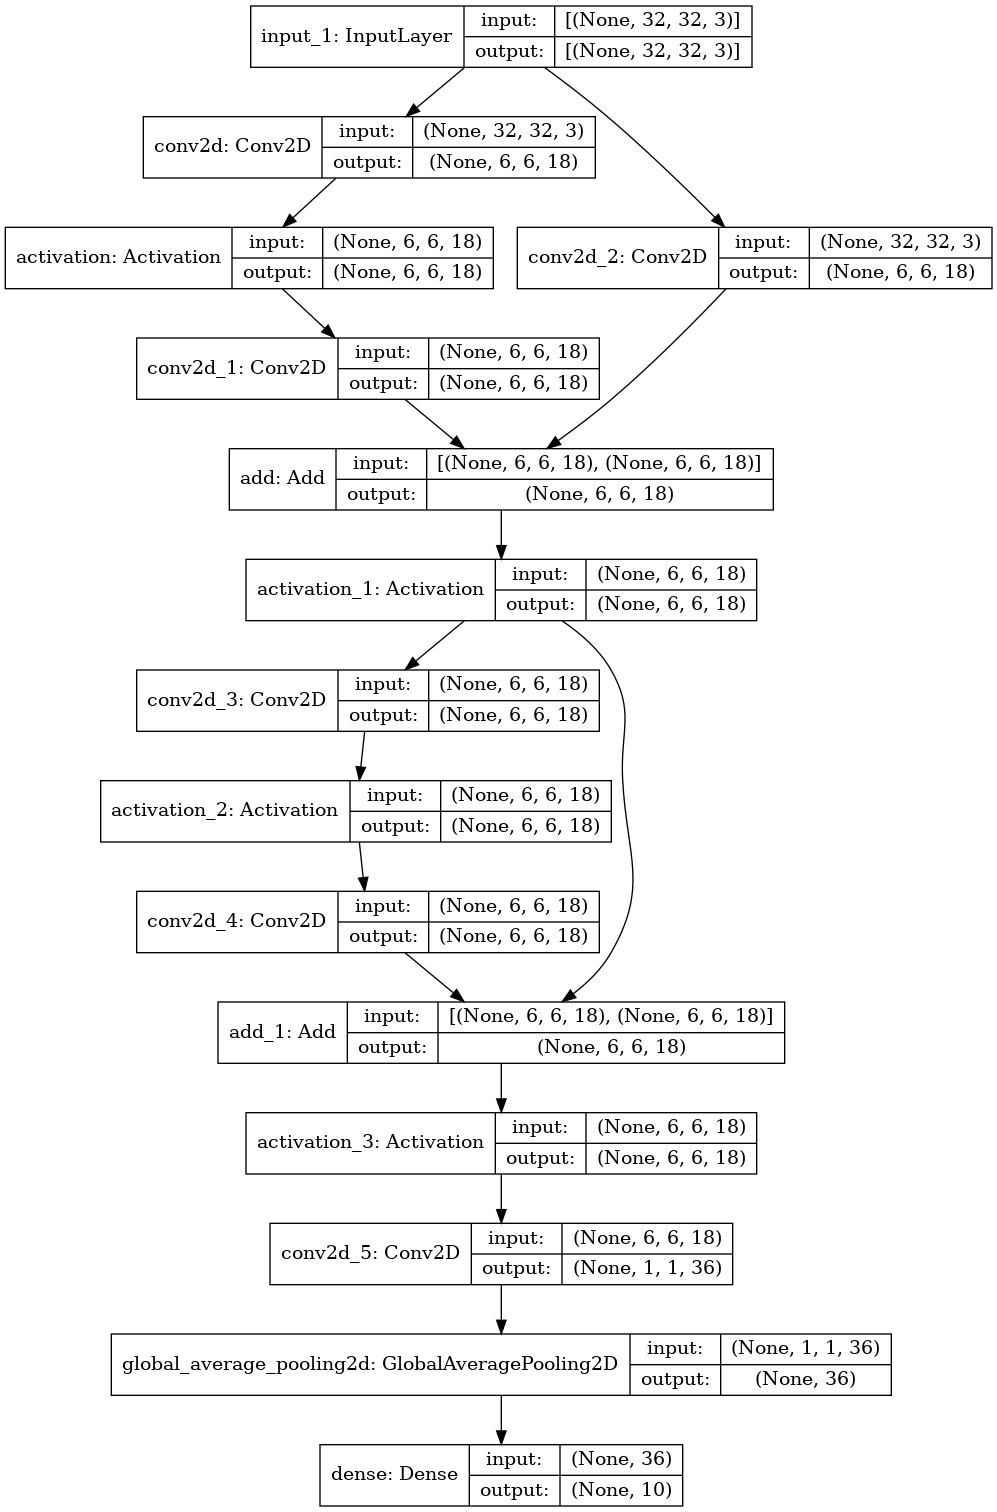 input_1: InputLayer
input: [(None, 32, 32, 3)]
output: [(None, 32, 32, 3)]
conv2d: Conv2D
input: (None, 32, 32, 3)
output: (None, 6, 6, 18)
activation: Activation
input: (None, 6, 6, 18)
output: (None, 6, 6, 18)
conv2d_2: Conv2D
input: (None, 32, 32, 3)
output: (None, 6, 6, 18)
conv2d_1: Conv2D
input: (None, 6, 6, 18)
output: (None, 6, 6, 18)
add: Add
input: [(None, 6, 6, 18), (None, 6, 6, 18)]
output: (None, 6, 6, 18)
activation_1: Activation
input: (None, 6, 6, 18)
output: (None, 6, 6, 18)
conv2d_3: Conv2D
input: (None, 6, 6, 18)
output: (None, 6, 6, 18)
activation_2: Activation
input: (None, 6, 6, 18)
output: (None, 6, 6, 18)
conv2d_4: Conv2D
input: (None, 6, 6, 18)
output: (None, 6, 6, 18)
add_1: Add
input: [(None, 6, 6, 18), (None, 6, 6, 18)]
output: (None, 6, 6, 18)
activation_3: Activation
input: (None, 6, 6, 18)
output: (None, 6, 6, 18)
conv2d_5: Conv2D
input: (None, 6, 6, 18)
output: (None, 1, 1, 36)
global_average_pooling2d: GlobalAveragePooling2D
input: (None, 1, 1, 36)
output: (None, 36)
dense: Dense
input: (None, 36)
output: (None, 10)